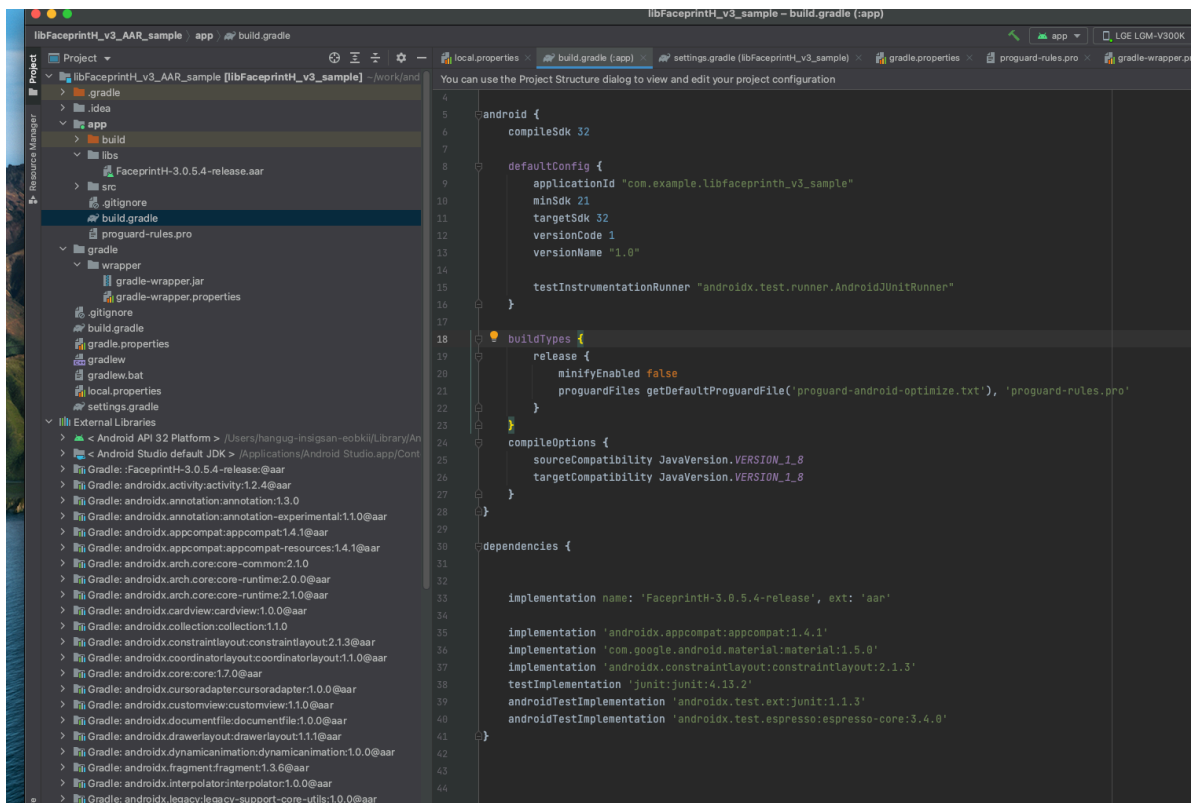 libFaceprintH_v3_sample – build.gradle (:app)
libFaceprintH_v3_AAR_sample
app
build.gradle
app
LGE LGM-V300K
Project
Resource Manager
Project
local.properties
build.gradle (:app)
settings.gradle (libFaceprintH_v3_sample)
gradle.properties
proguard-rules.pro
gradle-wrapper.pr
libFaceprintH_v3_AAR_sample [libFaceprintH_v3_sample] ~/work/and
.gradle
.idea
app
build
libs
FaceprintH-3.0.5.4-release.aar
src
.gitignore
build.gradle
proguard-rules.pro
gradle
wrapper
gradle-wrapper.jar
gradle-wrapper.properties
.gitignore
build.gradle
gradle.properties
gradlew
gradlew.bat
local.properties
settings.gradle
External Libraries
< Android API 32 Platform > /Users/hangug-insigsan-eobkii/Library/An
< Android Studio default JDK > /Applications/Android Studio.app/Cont
Gradle: :FaceprintH-3.0.5.4-release:@aar
Gradle: androidx.activity:activity:1.2.4@aar
Gradle: androidx.annotation:annotation:1.3.0
Gradle: androidx.annotation:annotation-experimental:1.1.0@aar
Gradle: androidx.appcompat:appcompat:1.4.1@aar
Gradle: androidx.appcompat:appcompat-resources:1.4.1@aar
Gradle: androidx.arch.core:core-common:2.1.0
Gradle: androidx.arch.core:core-runtime:2.0.0@aar
Gradle: androidx.arch.core:core-runtime:2.1.0@aar
Gradle: androidx.cardview:cardview:1.0.0@aar
Gradle: androidx.collection:collection:1.1.0
Gradle: androidx.constraintlayout:constraintlayout:2.1.3@aar
Gradle: androidx.coordinatorlayout:coordinatorlayout:1.1.0@aar
Gradle: androidx.core:core:1.7.0@aar
Gradle: androidx.cursoradapter:cursoradapter:1.0.0@aar
Gradle: androidx.customview:customview:1.1.0@aar
Gradle: androidx.documentfile:documentfile:1.0.0@aar
Gradle: androidx.drawerlayout:drawerlayout:1.1.1@aar
Gradle: androidx.dynamicanimation:dynamicanimation:1.0.0@aar
Gradle: androidx.fragment:fragment:1.3.6@aar
Gradle: androidx.interpolator:interpolator:1.0.0@aar
Gradle: androidx.legacy:legacy-support-core-utils:1.0.0@aar
You can use the Project Structure dialog to view and edit your project configuration
4
5 android {
6 compileSdk 32
7
8 defaultConfig {
9 applicationId "com.example.libfaceprinth_v3_sample"
10 minSdk 21
11 targetSdk 32
12 versionCode 1
13 versionName "1.0"
14
15 testInstrumentationRunner "androidx.test.runner.AndroidJUnitRunner"
16 }
17
18 buildTypes {
19 release {
20 minifyEnabled false
21 proguardFiles getDefaultProguardFile('proguard-android-optimize.txt'), 'proguard-rules.pro'
22 }
23 }
24 compileOptions {
25 sourceCompatibility JavaVersion.VERSION_1_8
26 targetCompatibility JavaVersion.VERSION_1_8
27 }
28 }
29
30 dependencies {
31
32
33 implementation name: 'FaceprintH-3.0.5.4-release', ext: 'aar'
34
35 implementation 'androidx.appcompat:appcompat:1.4.1'
36 implementation 'com.google.android.material:material:1.5.0'
37 implementation 'androidx.constraintlayout:constraintlayout:2.1.3'
38 testImplementation 'junit:junit:4.13.2'
39 androidTestImplementation 'androidx.test.ext:junit:1.1.3'
40 androidTestImplementation 'androidx.test.espresso:espresso-core:3.4.0'
41 }
42
43
44